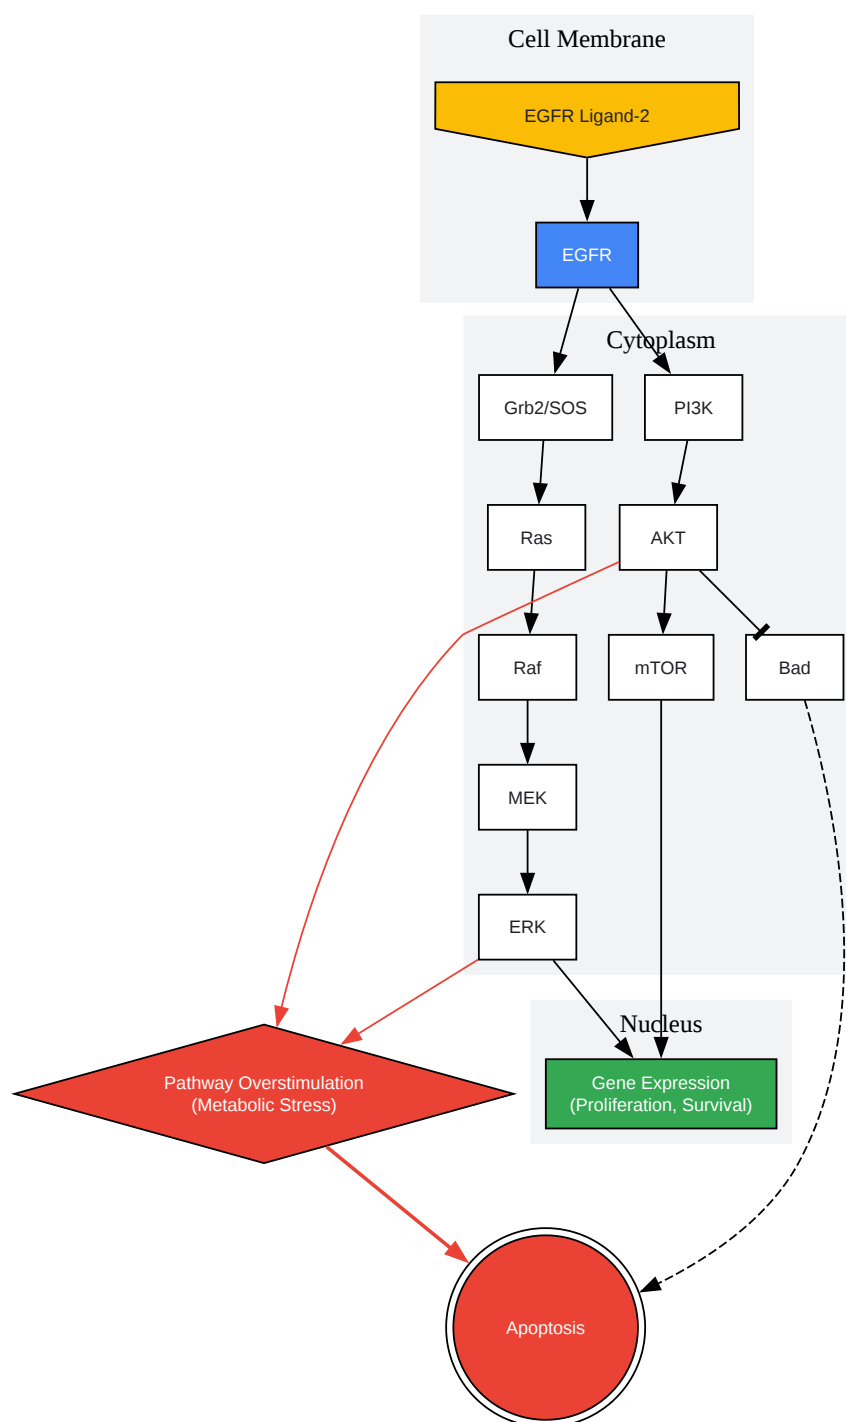 Cell Membrane
EGFR Ligand-2
EGFR
Cytoplasm
Grb2/SOS
PI3K
Ras
AKT
Raf
mTOR
Bad
MEK
ERK
Nucleus
Pathway Overstimulation
(Metabolic Stress)
Gene Expression
(Proliferation, Survival)
Apoptosis